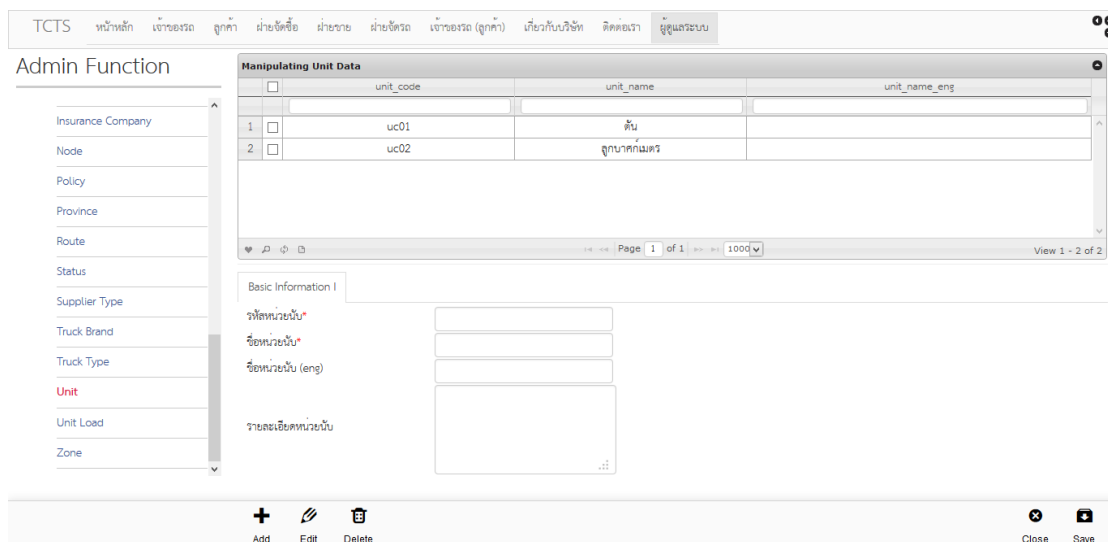 TCTS หน้าหลัก เจ้าของรถ ลูกค้า ฝ่ายจัดซื้อ ฝ่ายขาย ฝ่ายจัดรถ เจ้าของรถ (ลูกค้า) เกี่ยวกับบริษัท ติดต่อเรา ผู้ดูแลระบบ
Admin Function
Insurance Company
Node
Policy
Province
Route
Status
Supplier Type
Truck Brand
Truck Type
Unit
Unit Load
Zone
Manipulating Unit Data
unit_code unit_name unit_name_eng
1 uc01 ตัน
2 uc02 ลูกบาศก์เมตร
Page 1 of 1 1000 View 1 - 2 of 2
Basic Information I
รหัสหน่วยนับ*
ชื่อหน่วยนับ*
ชื่อหน่วยนับ (eng)
รายละเอียดหน่วยนับ
Add Edit Delete Close Save